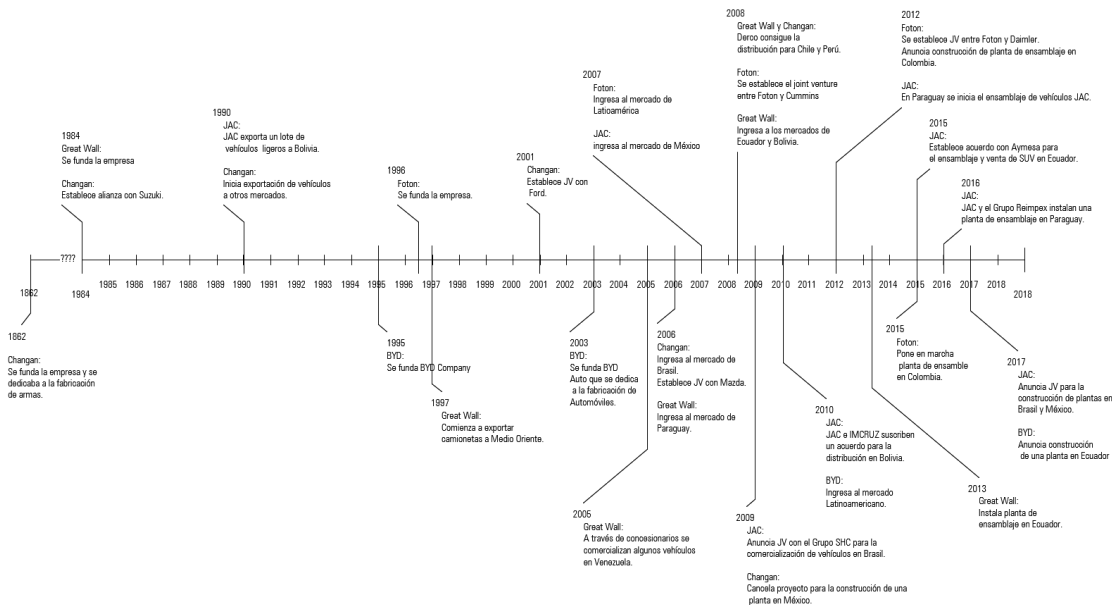 1984
Great Wall:
Se funda la empresa
Changan:
Establece alianza con Suzuki.
1990
JAC:
JAC exporta un lote de
vehículos ligeros a Bolivia.
Changan:
Inicia exportación de vehículos
a otros mercados.
1996
Foton:
Se funda la empresa.
2001
Changan:
Establece JV con
Ford.
2007
Foton:
Ingresa al mercado de
Latioamérica
JAC:
ingresa al mercado de México
2008
Great Wall y Changan:
Derco consigue la
distribución para Chile y Perú.
Foton:
Se establece el joint venture
entre Foton y Cummins
Great Wall:
Ingresa a los mercados de
Ecuador y Bolivia.
2012
Foton:
Se establece JV entre Foton y Daimler.
Anuncia construcción de planta de ensamblaje en
Colombia.
JAC:
En Paraguay se inicia el ensamblaje de vehículos JAC.
2015
JAC:
Establece acuerdo con Aymesa para
el ensamblaje y venta de SUV en Ecuador.
2016
JAC:
JAC y el Grupo Reimpex instalan una
planta de ensamblaje en Paraguay.
????
1862 1984 1985 1986 1987 1988 1989 1990 1991 1992 1993 1994 1995 1996 1997 1998 1999 2000 2001 2002 2003 2004 2005 2006 2007 2008 2009 2010 2011 2012 2013 2014 2015 2016 2017 2018 2018
1862
Changan:
Se funda la empresa y se
dedicaba a la fabricación
de armas.
1995
BYD:
Se funda BYD Company
1997
Great Wall:
Comienza a exportar
camionetas a Medio Oriente.
2003
BYD:
Se funda BYD
Auto que se dedica
a la fabricación de
Automóviles.
2005
Great Wall:
A través de concesionarios se
comercializan algunos vehículos
en Venezuela.
2006
Changan:
Ingresa al mercado de
Brasil.
Establece JV con Mazda.
Great Wall:
Ingresa al mercado de
Paraguay.
2009
JAC:
Anuncia JV con el Grupo SHC para la
comercialización de vehículos en Brasil.
Changan:
Cancela proyecto para la construcción de una
planta en México.
2010
JAC:
JAC e IMCRUZ suscriben
un acuerdo para la
distribución en Bolivia.
BYD:
Ingresa al mercado
Latinoamericano.
2013
Great Wall:
Instala planta de
ensamblaje en Ecuador.
2015
Foton:
Pone en marcha
planta de ensamble
en Colombia.
2017
JAC:
Anuncia JV para la
construcción de plantas en
Brasil y México.
BYD:
Anuncia construcción
de una planta en Ecuador